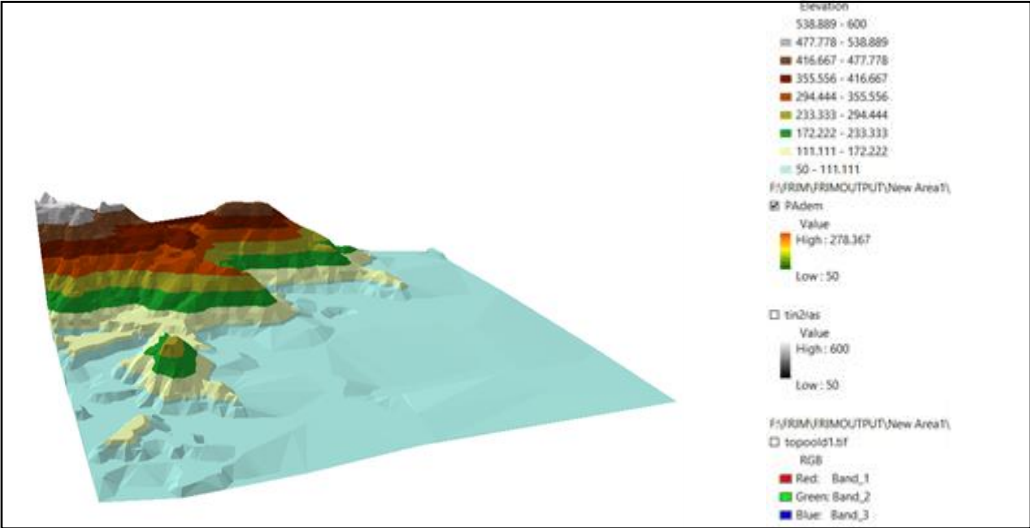 Elevation
538.889 - 600
477.778 - 538.889
416.667 - 477.778
355.556 - 416.667
294.444 - 355.556
233.333 - 294.444
172.222 - 233.333
111.111 - 172.222
50 - 111.111
F:\FRIM\FRIMOUTPUT\New Area1\
PAdem
Value
High : 278.367
Low : 50
tin2ras
Value
High : 600
Low : 50
F:\FRIM\FRIMOUTPUT\New Area1\
topoold1.tif
RGB
Red: Band_1
Green: Band_2
Blue: Band_3